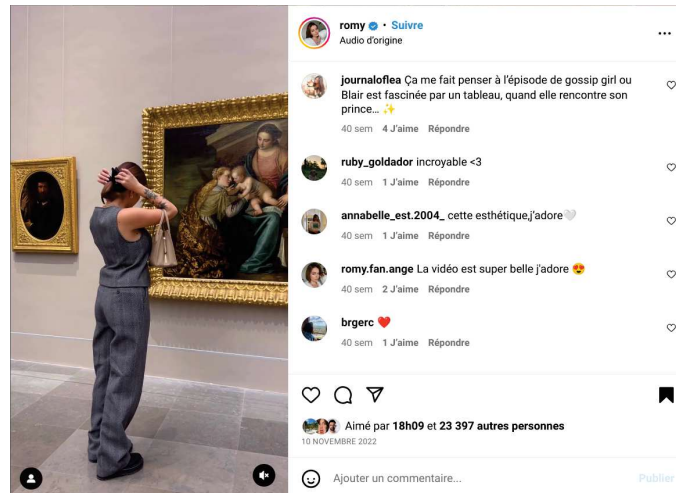 romy • Suivre
Audio d'origine
journaloflea Ça me fait penser à l'épisode de gossip girl ou
Blair est fascinée par un tableau, quand elle rencontre son
prince… ✨
40 sem 4 J'aime Répondre
ruby_goldador incroyable <3
40 sem 1 J'aime Répondre
annabelle_est.2004_ cette esthétique,j'adore🤍
40 sem 1 J'aime Répondre
romy.fan.ange La vidéo est super belle j'adore 😍
40 sem 2 J'aime Répondre
brgerc ❤️
40 sem 1 J'aime Répondre
Aimé par 18h09 et 23 397 autres personnes
10 NOVEMBRE 2022
Ajouter un commentaire... Publier